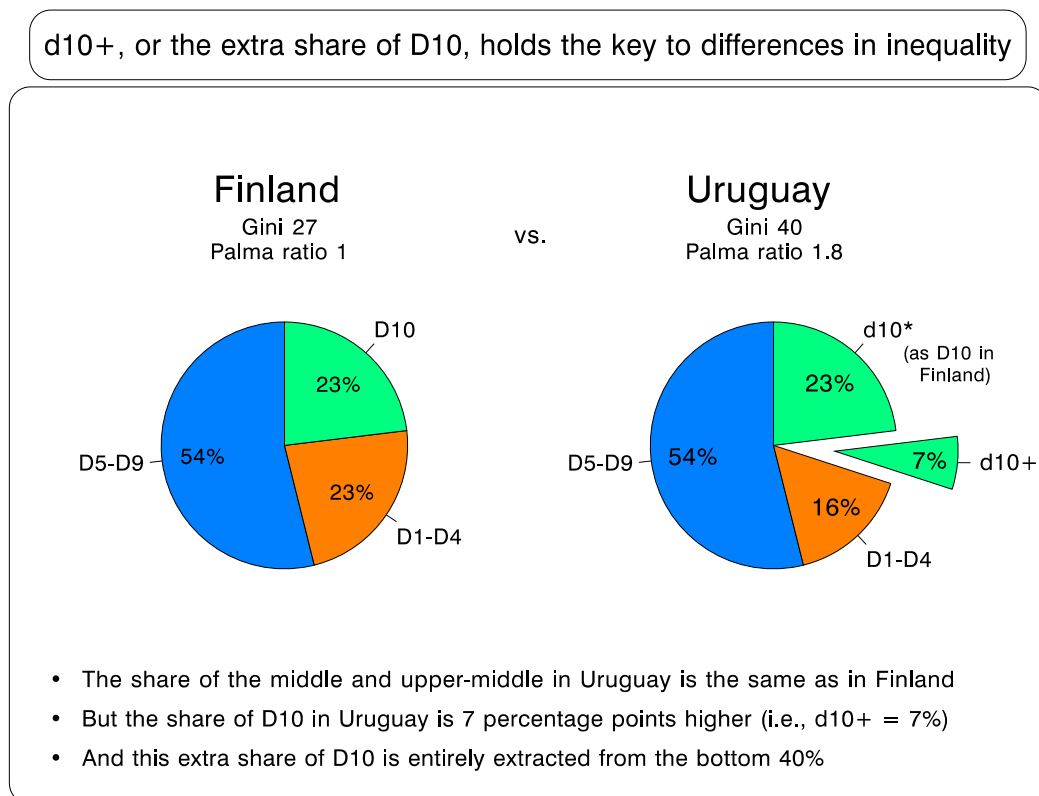 d10+, or the extra share of D10, holds the key to differences in inequality
Finland
Gini 27
Palma ratio 1
vs.
Uruguay
Gini 40
Palma ratio 1.8
D10
23%
D5-D9
54%
23%
D1-D4
d10*
(as D10 in
Finland)
23%
D5-D9
54%
7%
d10+
16%
D1-D4
• The share of the middle and upper-middle in Uruguay is the same as in Finland
• But the share of D10 in Uruguay is 7 percentage points higher (i.e., d10+ = 7%)
• And this extra share of D10 is entirely extracted from the bottom 40%